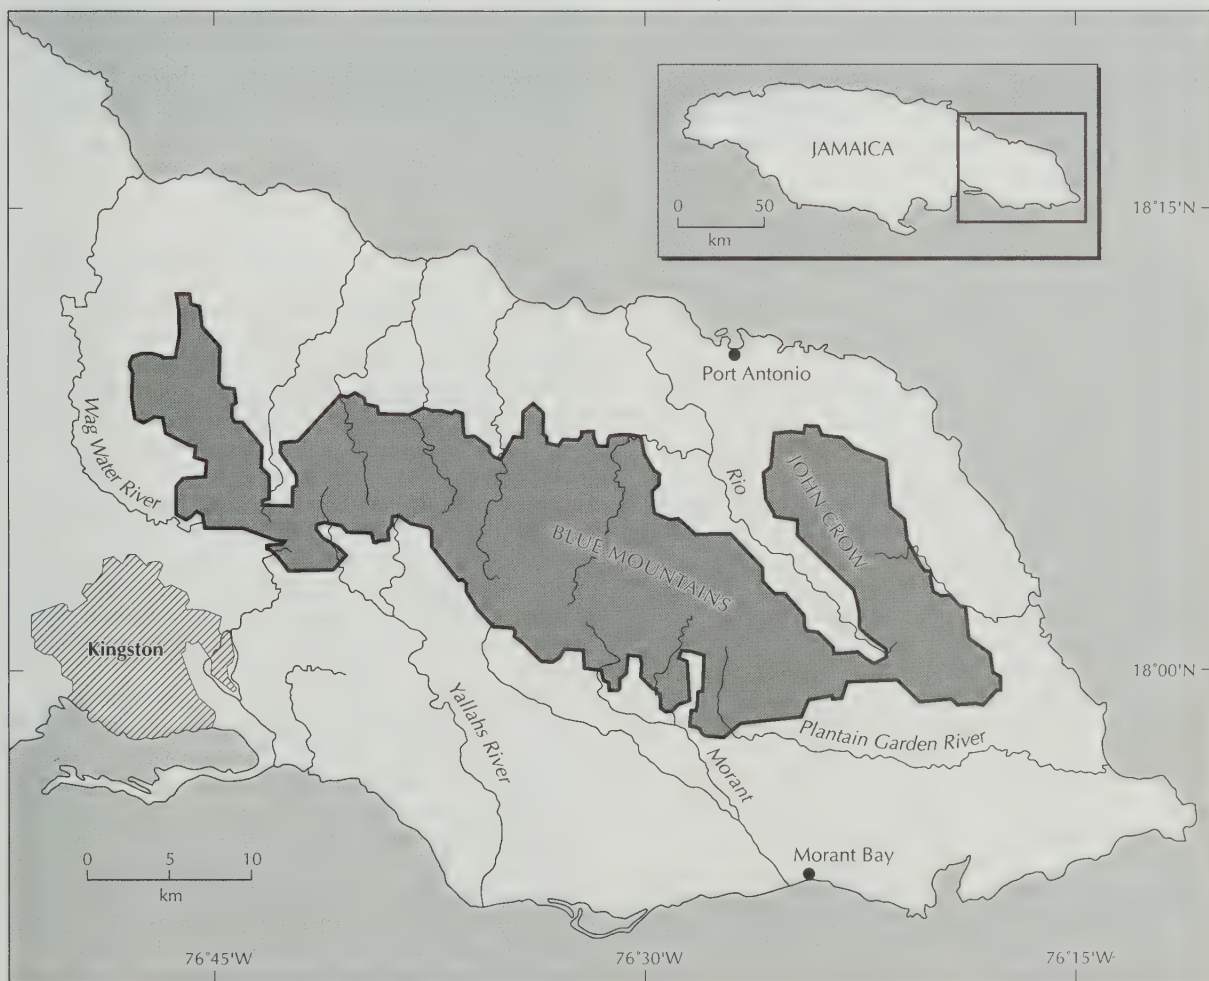 JAMAICA
0 50
km
18°15'N
Port Antonio
Wag Water River
Rio
JOHN CROW
BLUE MOUNTAINS
Kingston
18°00'N
Yallahs River
Plantain Garden River
Morant
0 5 10
km
Morant Bay
76°45'W
76°30'W
76°15'W